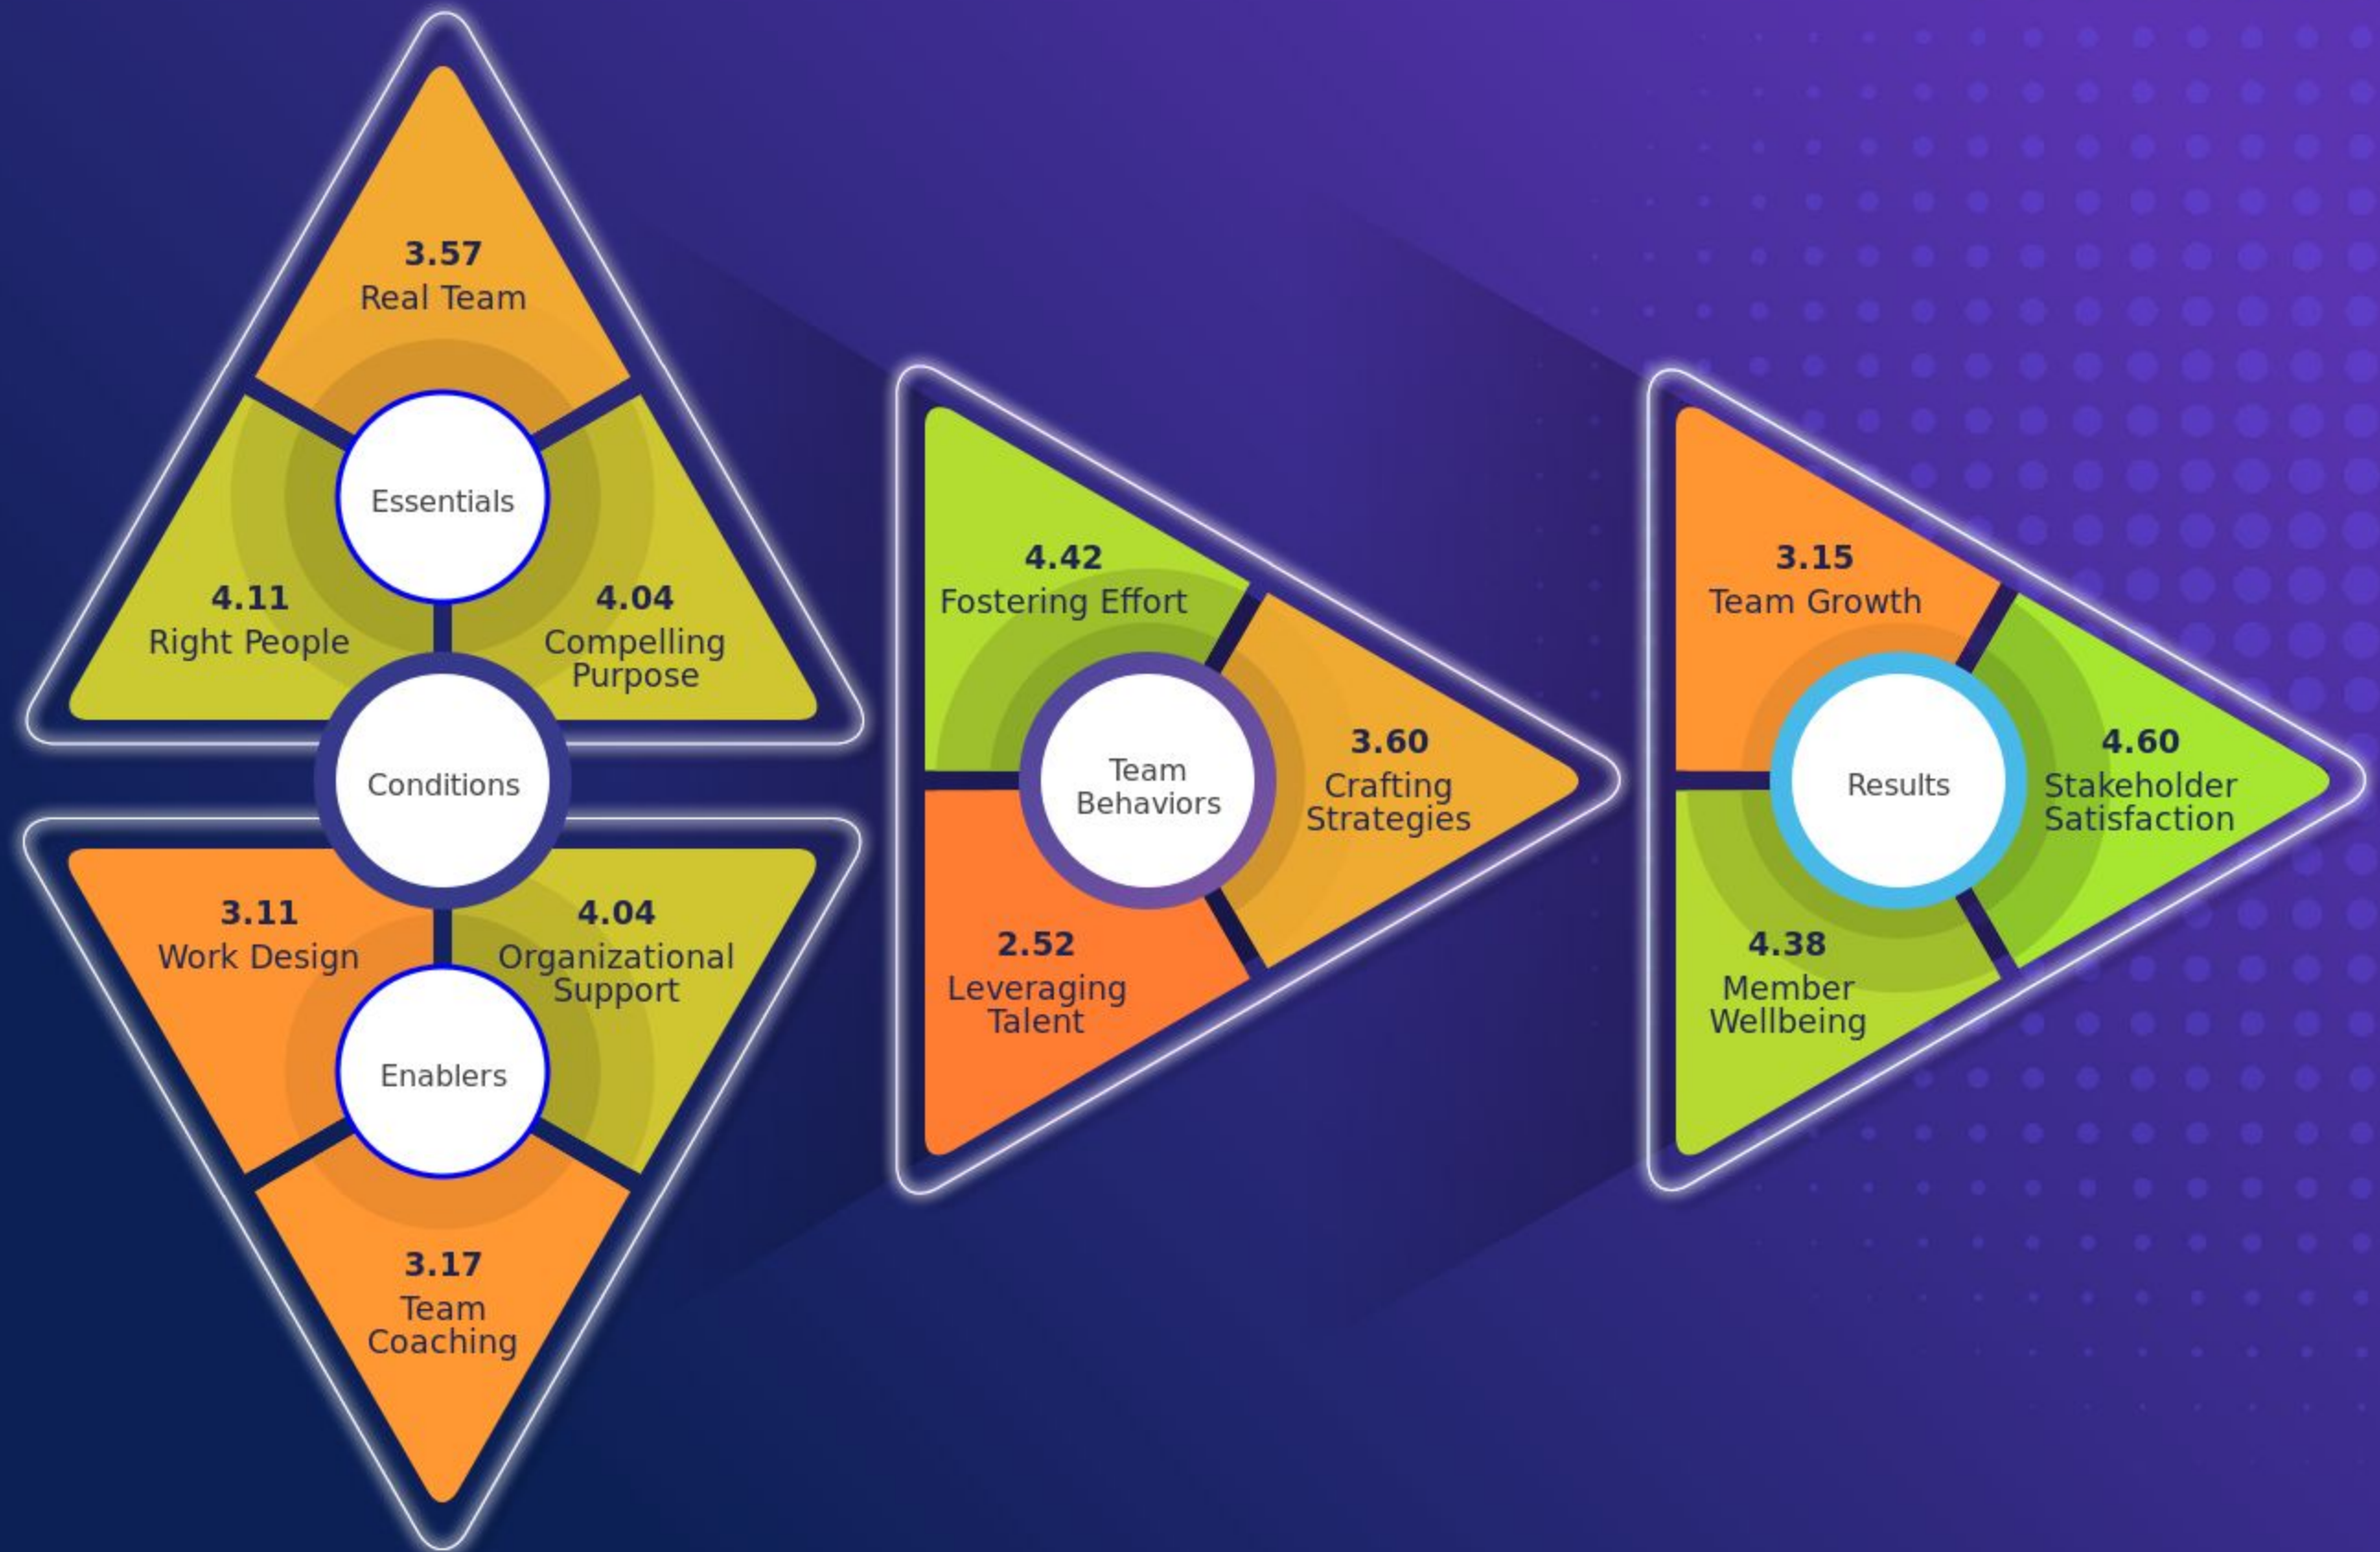 3.57
Real Team
Essentials
4.11
Right People
4.04
Compelling
Purpose
Conditions
3.11
Work Design
4.04
Organizational
Support
Enablers
3.17
Team
Coaching
4.42
Fostering Effort
Team
Behaviors
3.60
Crafting
Strategies
2.52
Leveraging
Talent
3.15
Team Growth
Results
4.60
Stakeholder
Satisfaction
4.38
Member
Wellbeing